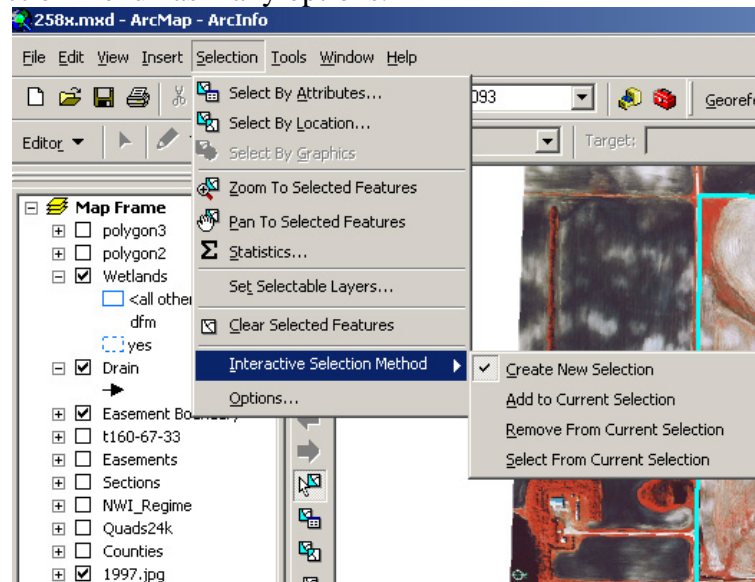 258x.mxd - ArcMap - ArcInfo
File Edit View Insert Selection Tools Window Help
Select By Attributes...
093
Georefe
Select By Location...
Editor
Target:
Select By Graphics
Zoom To Selected Features
Pan To Selected Features
Σ Statistics...
Set Selectable Layers...
Clear Selected Features
Interactive Selection Method
Options...
Create New Selection
Add to Current Selection
Remove From Current Selection
Select From Current Selection
Map Frame
polygon3
polygon2
Wetlands
<all other
dfm
yes
Drain
Easement Boundary
t160-67-33
Easements
Sections
NWI_Regime
Quads24k
Counties
1997.jpg